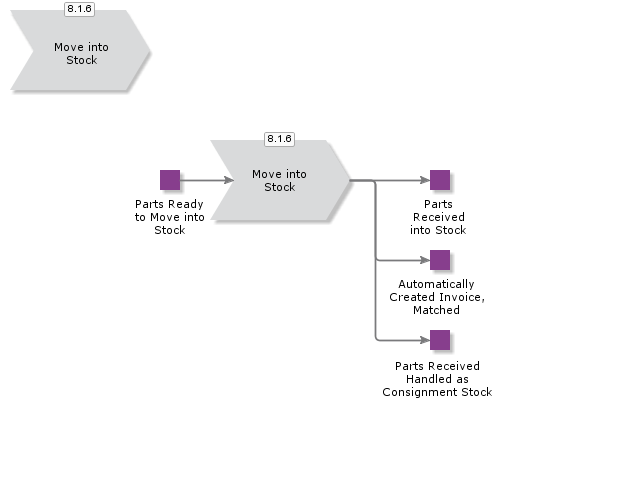 8.1.6
Move into
Stock
8.1.6
Move into
Stock
Parts Ready
to Move into
Stock
Parts
Received
into Stock
Automatically
Created Invoice,
Matched
Parts Received
Handled as
Consignment Stock